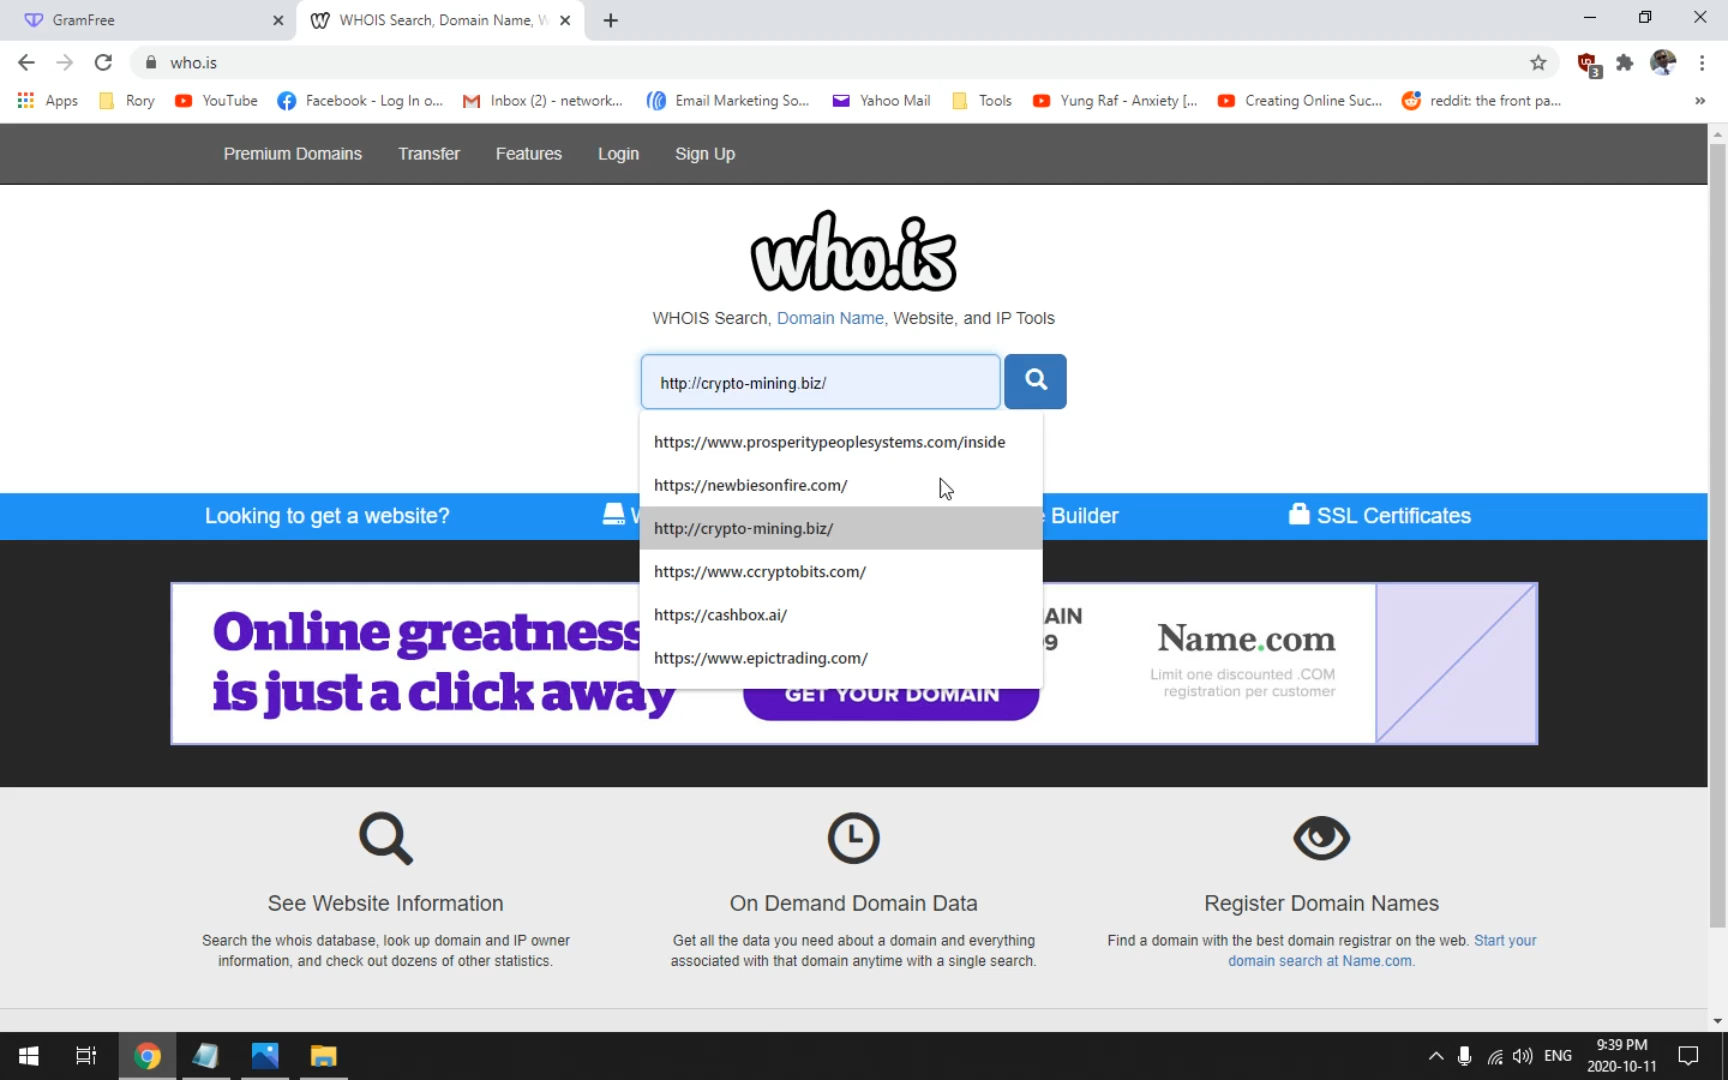 GramFree
WHOIS Search, Domain Name, W
who.is
3
Apps
Rory
YouTube
Facebook - Log In o...
Inbox (2) - network...
Email Marketing So...
Yahoo Mail
Tools
Yung Raf - Anxiety [...
Creating Online Suc...
reddit: the front pa...
Premium Domains
Transfer
Features
Login
Sign Up
who.is
WHOIS Search, Domain Name, Website, and IP Tools
http://crypto-mining.biz/
https://www.prosperitypeoplesystems.com/inside
https://newbiesonfire.com/
http://crypto-mining.biz/
https://www.ccryptobits.com/
https://cashbox.ai/
https://www.epictrading.com/
Looking to get a website?
W
Builder
SSL Certificates
Online greatness
is just a click away
AIN
9
GET YOUR DOMAIN
Name.com
Limit one discounted .COM
registration per customer
See Website Information
Search the whois database, look up domain and IP owner
information, and check out dozens of other statistics.
On Demand Domain Data
Get all the data you need about a domain and everything
associated with that domain anytime with a single search.
Register Domain Names
Find a domain with the best domain registrar on the web. Start your
domain search at Name.com.
ENG
9:39 PM
2020-10-11